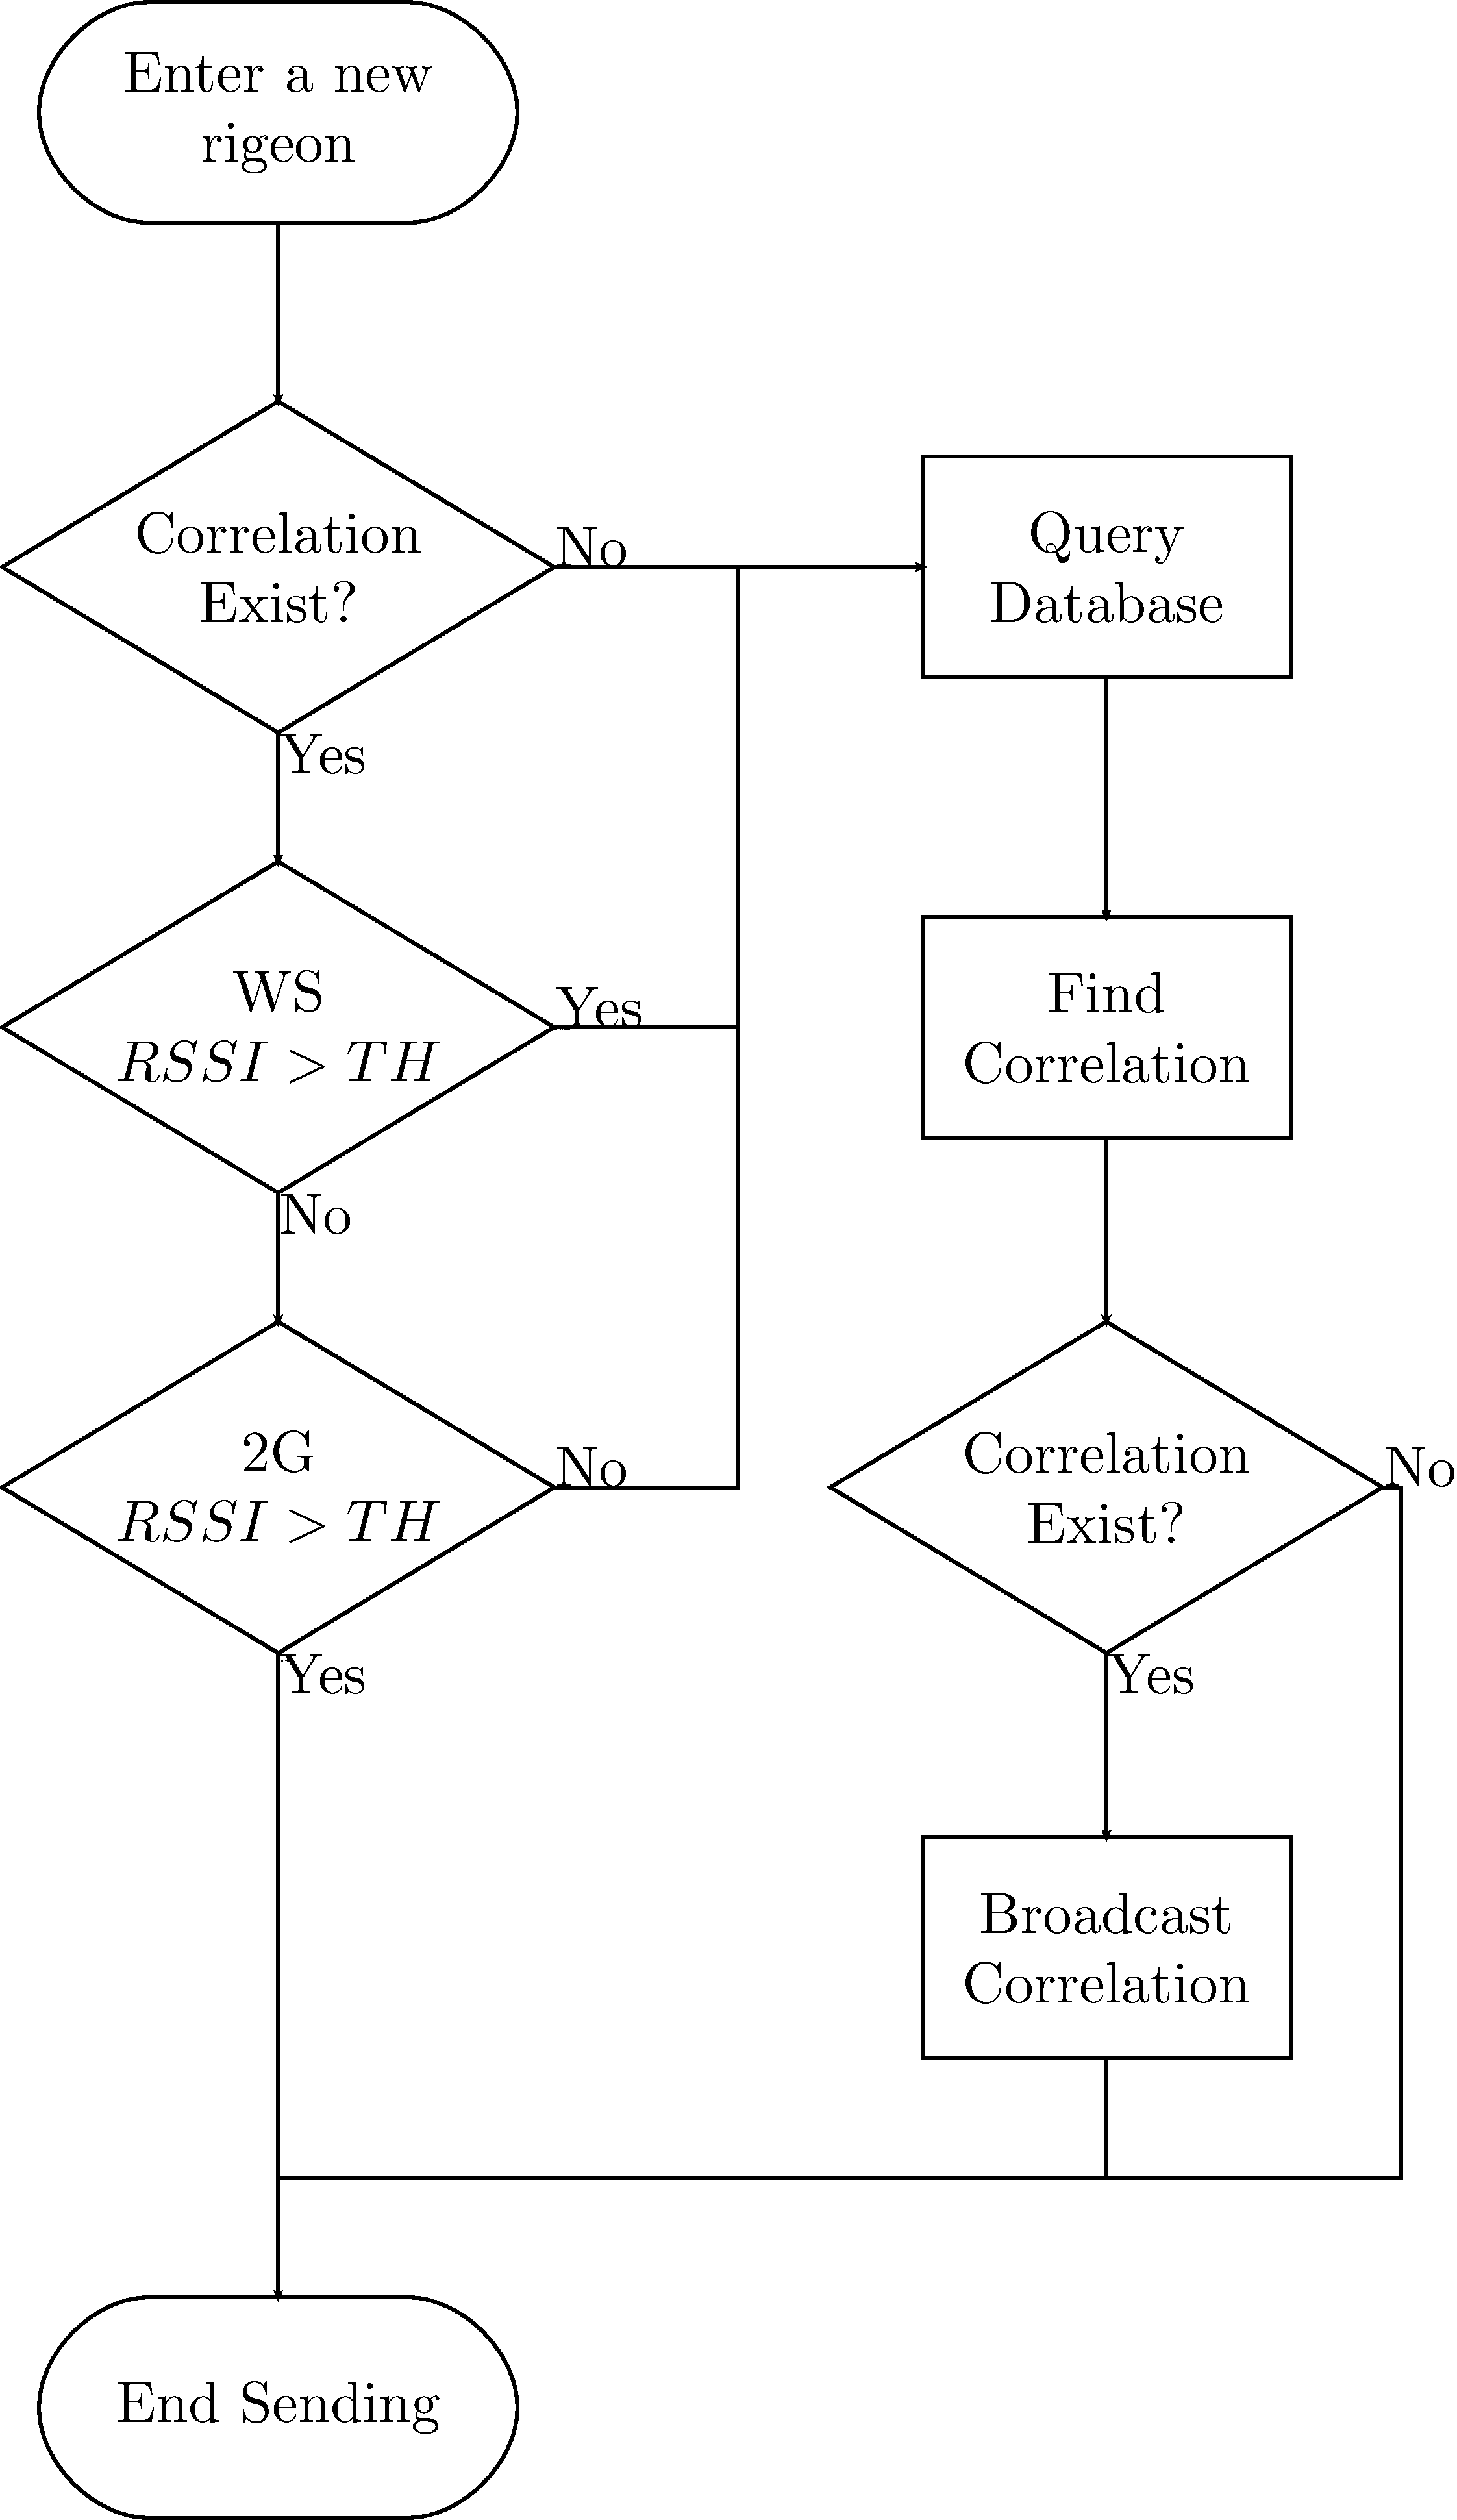 Enter a new
rigeon
Correlation
Exist?
No
Yes
Query
Database
WS
RSSI > TH
Yes
No
Find
Correlation
2G
RSSI > TH
No
Yes
Correlation
Exist?
No
Yes
Broadcast
Correlation
End Sending